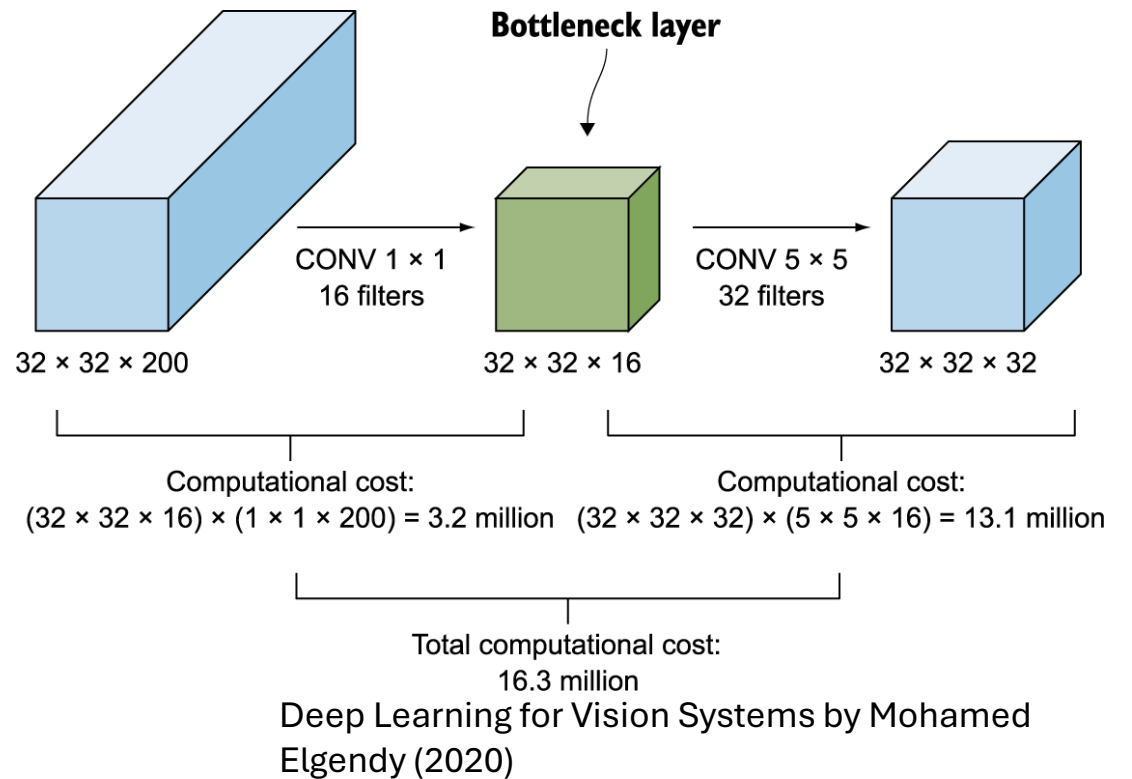 Bottleneck layer
CONV 1 × 1
16 filters
CONV 5 × 5
32 filters
32 × 32 × 200
32 × 32 × 16
32 × 32 × 32
Computational cost:
(32 × 32 × 16) × (1 × 1 × 200) = 3.2 million
Computational cost:
(32 × 32 × 32) × (5 × 5 × 16) = 13.1 million
Total computational cost:
16.3 million
Deep Learning for Vision Systems by Mohamed
Elgendy (2020)